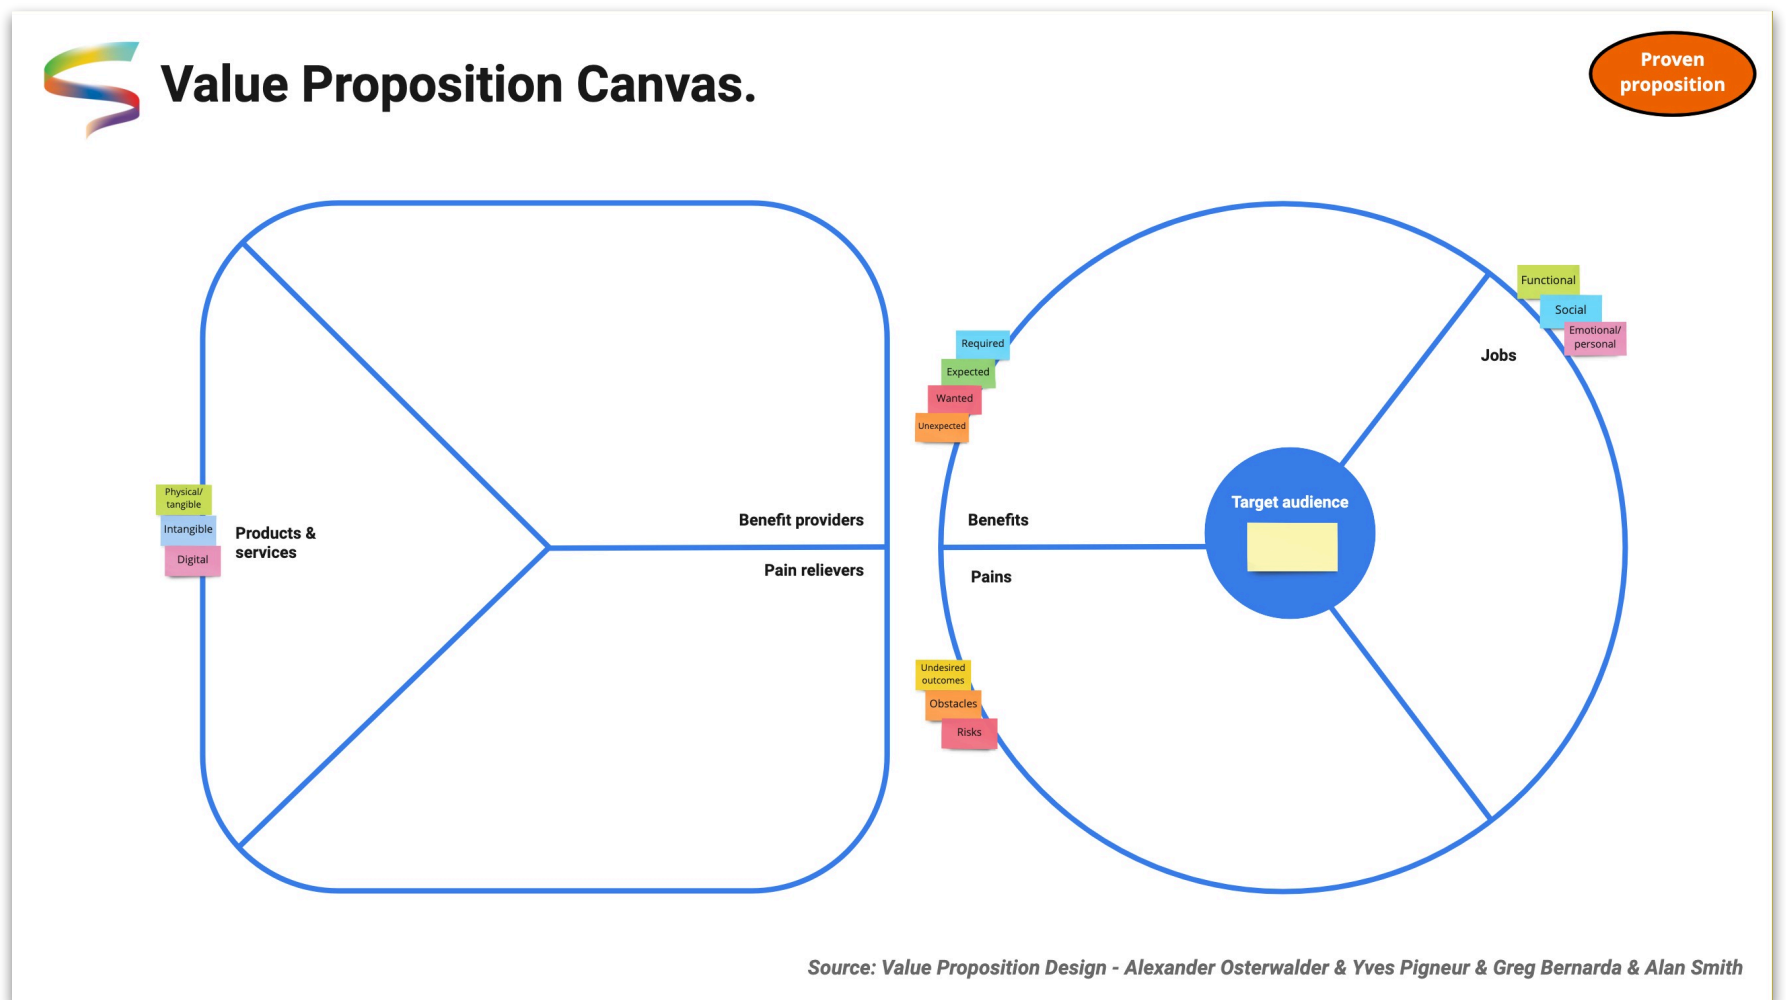 Value Proposition Canvas.
Proven
proposition
Physical/
tangible
Intangible
Digital
Products &
services
Benefit providers
Pain relievers
Required
Expected
Wanted
Unexpected
Benefits
Pains
Undesired
outcomes
Obstacles
Risks
Target audience
Functional
Social
Emotional/
personal
Jobs
Source: Value Proposition Design - Alexander Osterwalder & Yves Pigneur & Greg Bernarda & Alan Smith